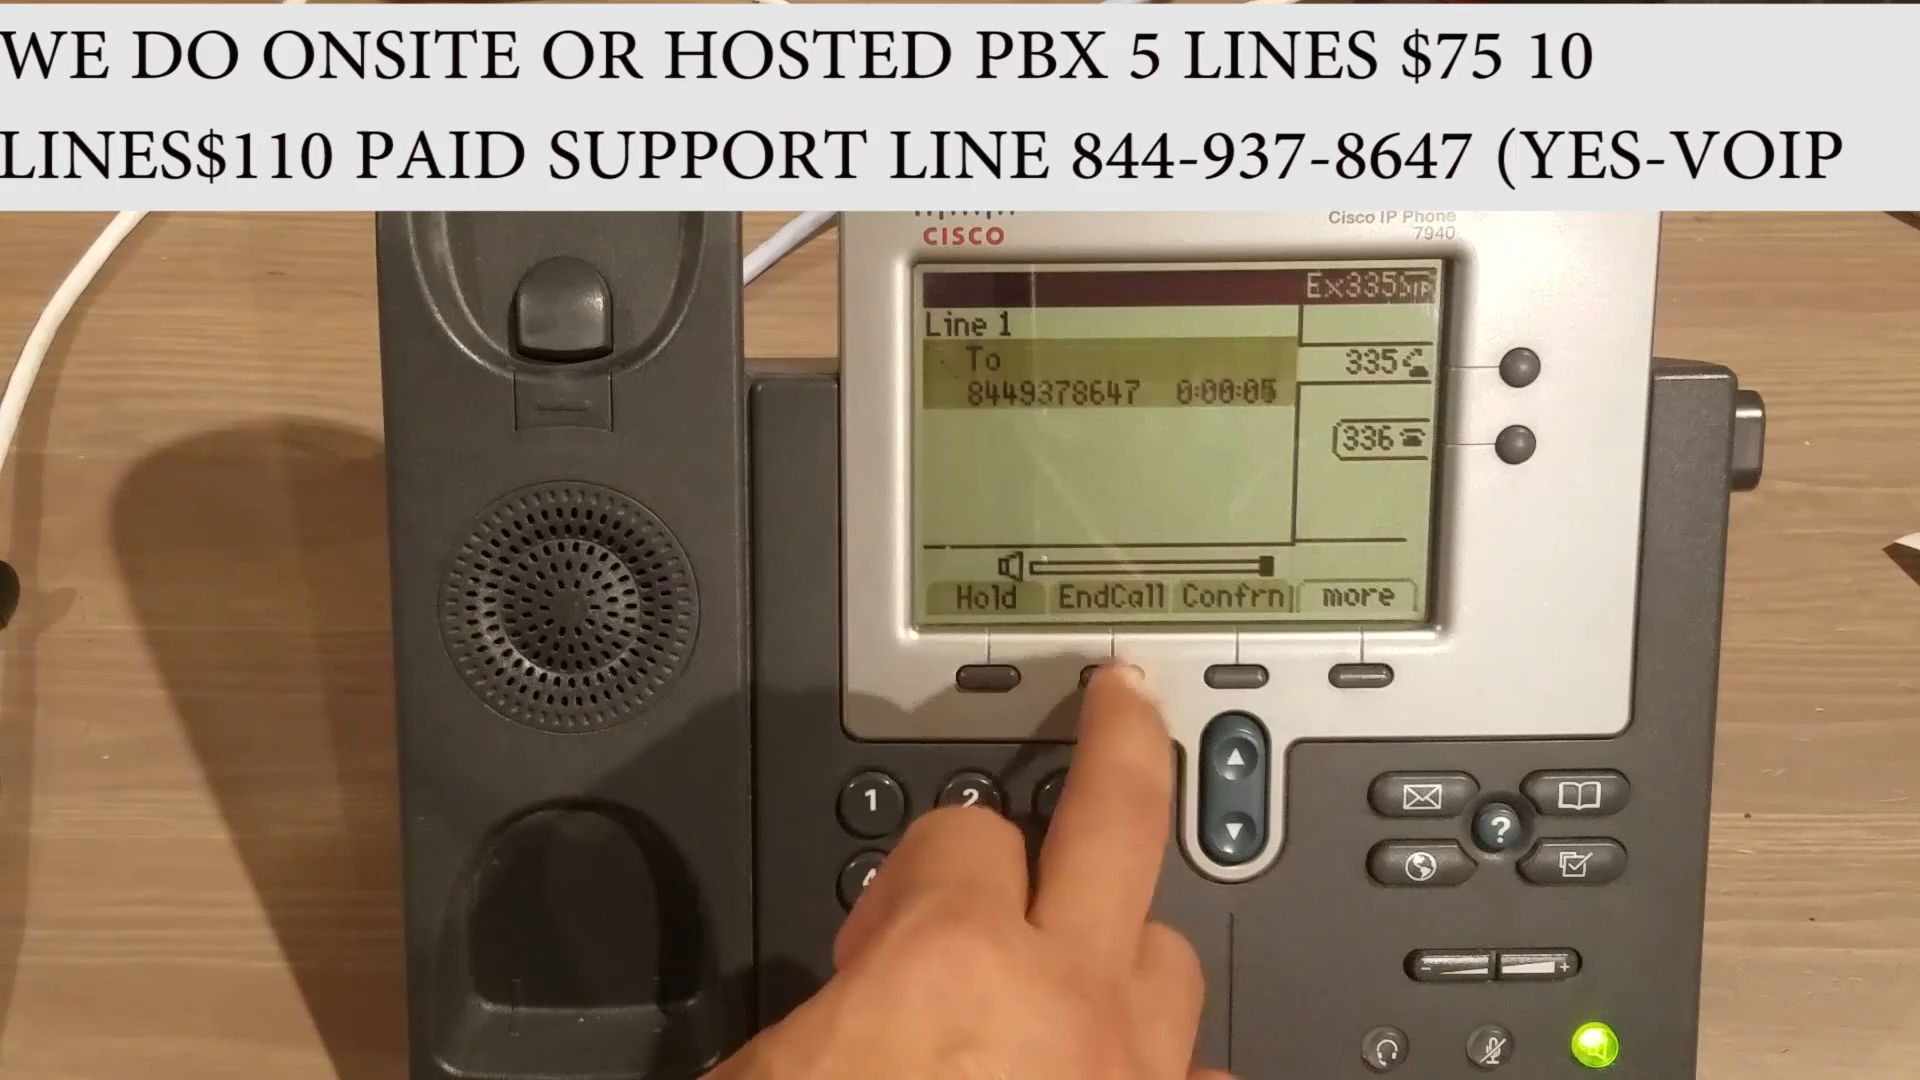 WE DO ONSITE OR HOSTED PBX 5 LINES $75 10
LINES$110 PAID SUPPORT LINE 844-937-8647 (YES-VOIP
CISCO
Cisco IP Phone
7940
Ex335 SIP
Line 1
To
335
8449378647 0:00:05
336
Hold EndCall Confrn more
1 2
4
?
- +